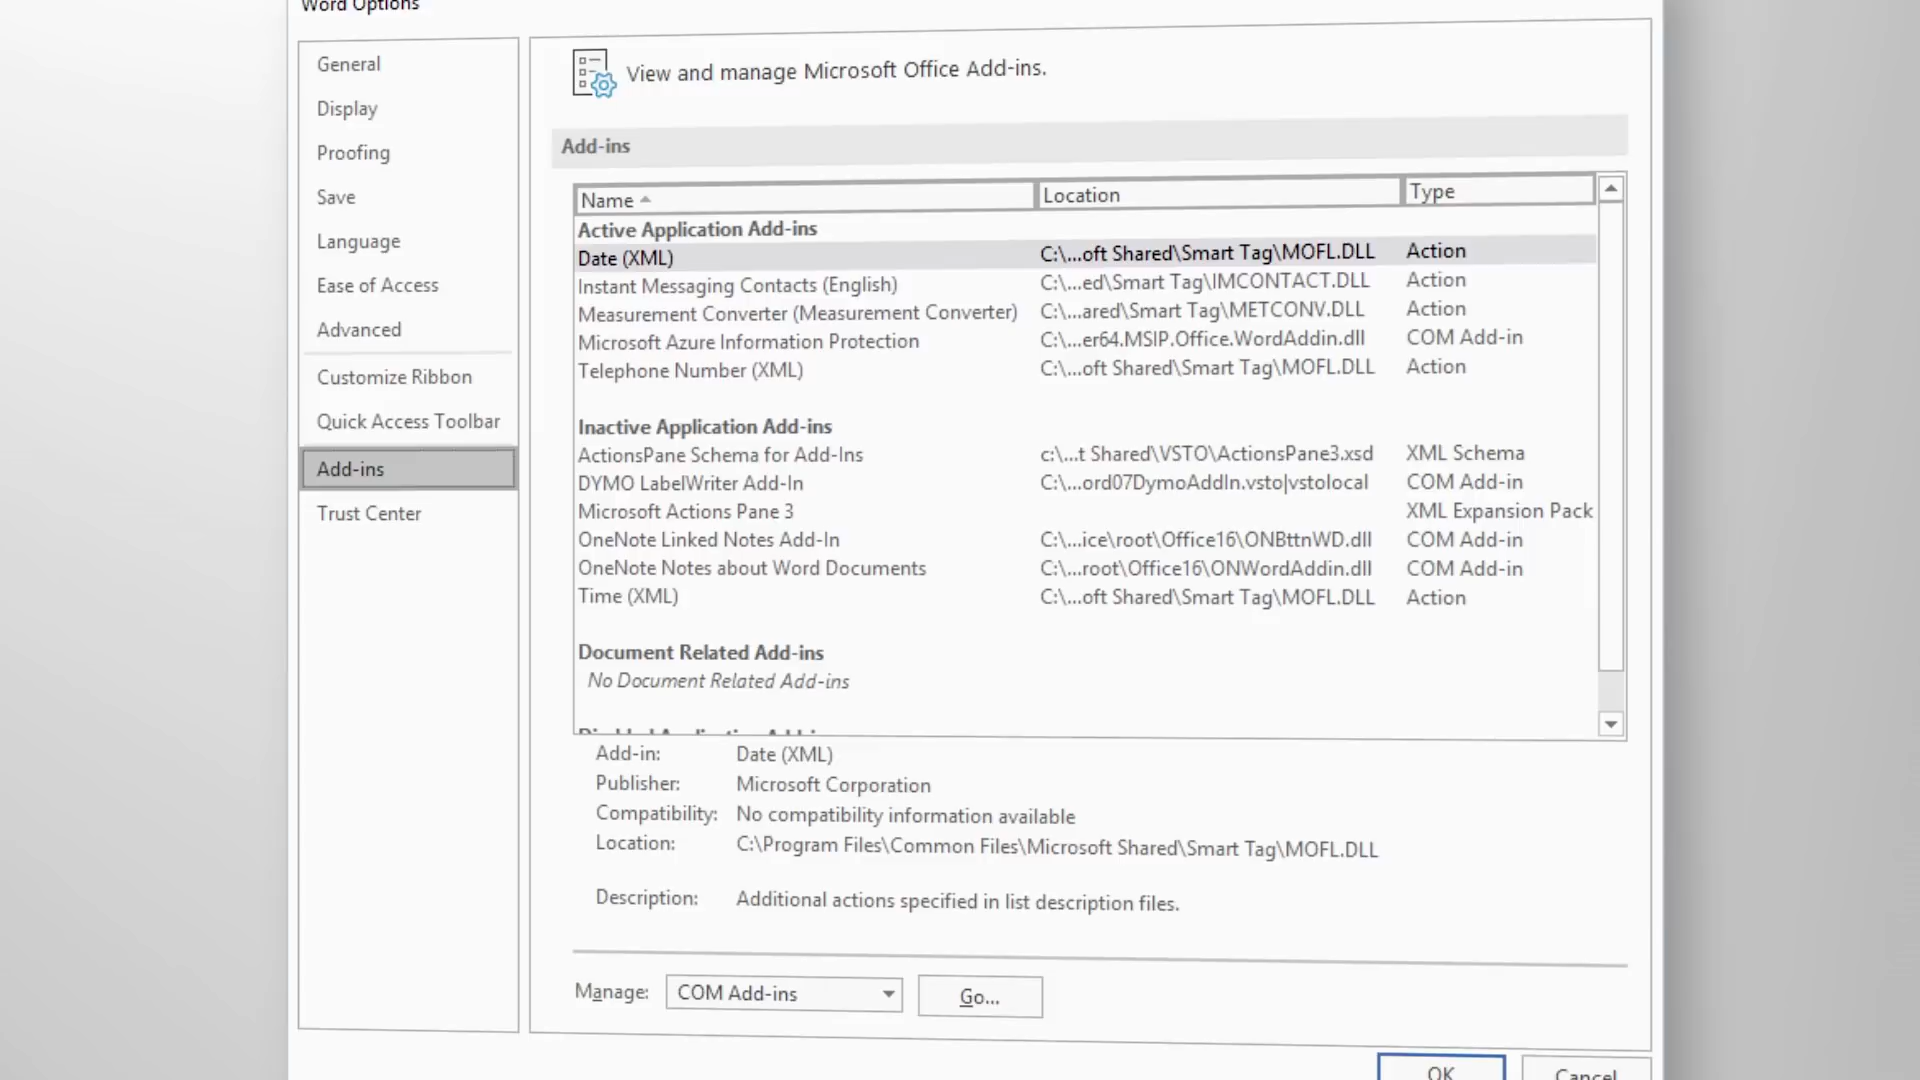 Word Options
General
Display
Proofing
Save
Language
Ease of Access
Advanced
Customize Ribbon
Quick Access Toolbar
Add-ins
Trust Center
View and manage Microsoft Office Add-ins.
Add-ins
Name Location Type
Active Application Add-ins
Date (XML) C:\...oft Shared\Smart Tag\MOFL.DLL Action
Instant Messaging Contacts (English) C:\...ed\Smart Tag\IMCONTACT.DLL Action
Measurement Converter (Measurement Converter) C:\...ared\Smart Tag\METCONV.DLL Action
Microsoft Azure Information Protection C:\...er64.MSIP.Office.WordAddin.dll COM Add-in
Telephone Number (XML) C:\...oft Shared\Smart Tag\MOFL.DLL Action
Inactive Application Add-ins
ActionsPane Schema for Add-Ins c:\...t Shared\VSTO\ActionsPane3.xsd XML Schema
DYMO LabelWriter Add-In C:\...ord07DymoAddIn.vsto|vstolocal COM Add-in
Microsoft Actions Pane 3 XML Expansion Pack
OneNote Linked Notes Add-In C:\...ice\root\Office16\ONBttnWD.dll COM Add-in
OneNote Notes about Word Documents C:\...root\Office16\ONWordAddin.dll COM Add-in
Time (XML) C:\...oft Shared\Smart Tag\MOFL.DLL Action
Document Related Add-ins
No Document Related Add-ins
Add-in: Date (XML)
Publisher: Microsoft Corporation
Compatibility: No compatibility information available
Location: C:\Program Files\Common Files\Microsoft Shared\Smart Tag\MOFL.DLL
Description: Additional actions specified in list description files.
Manage: COM Add-ins Go...
OK Cancel